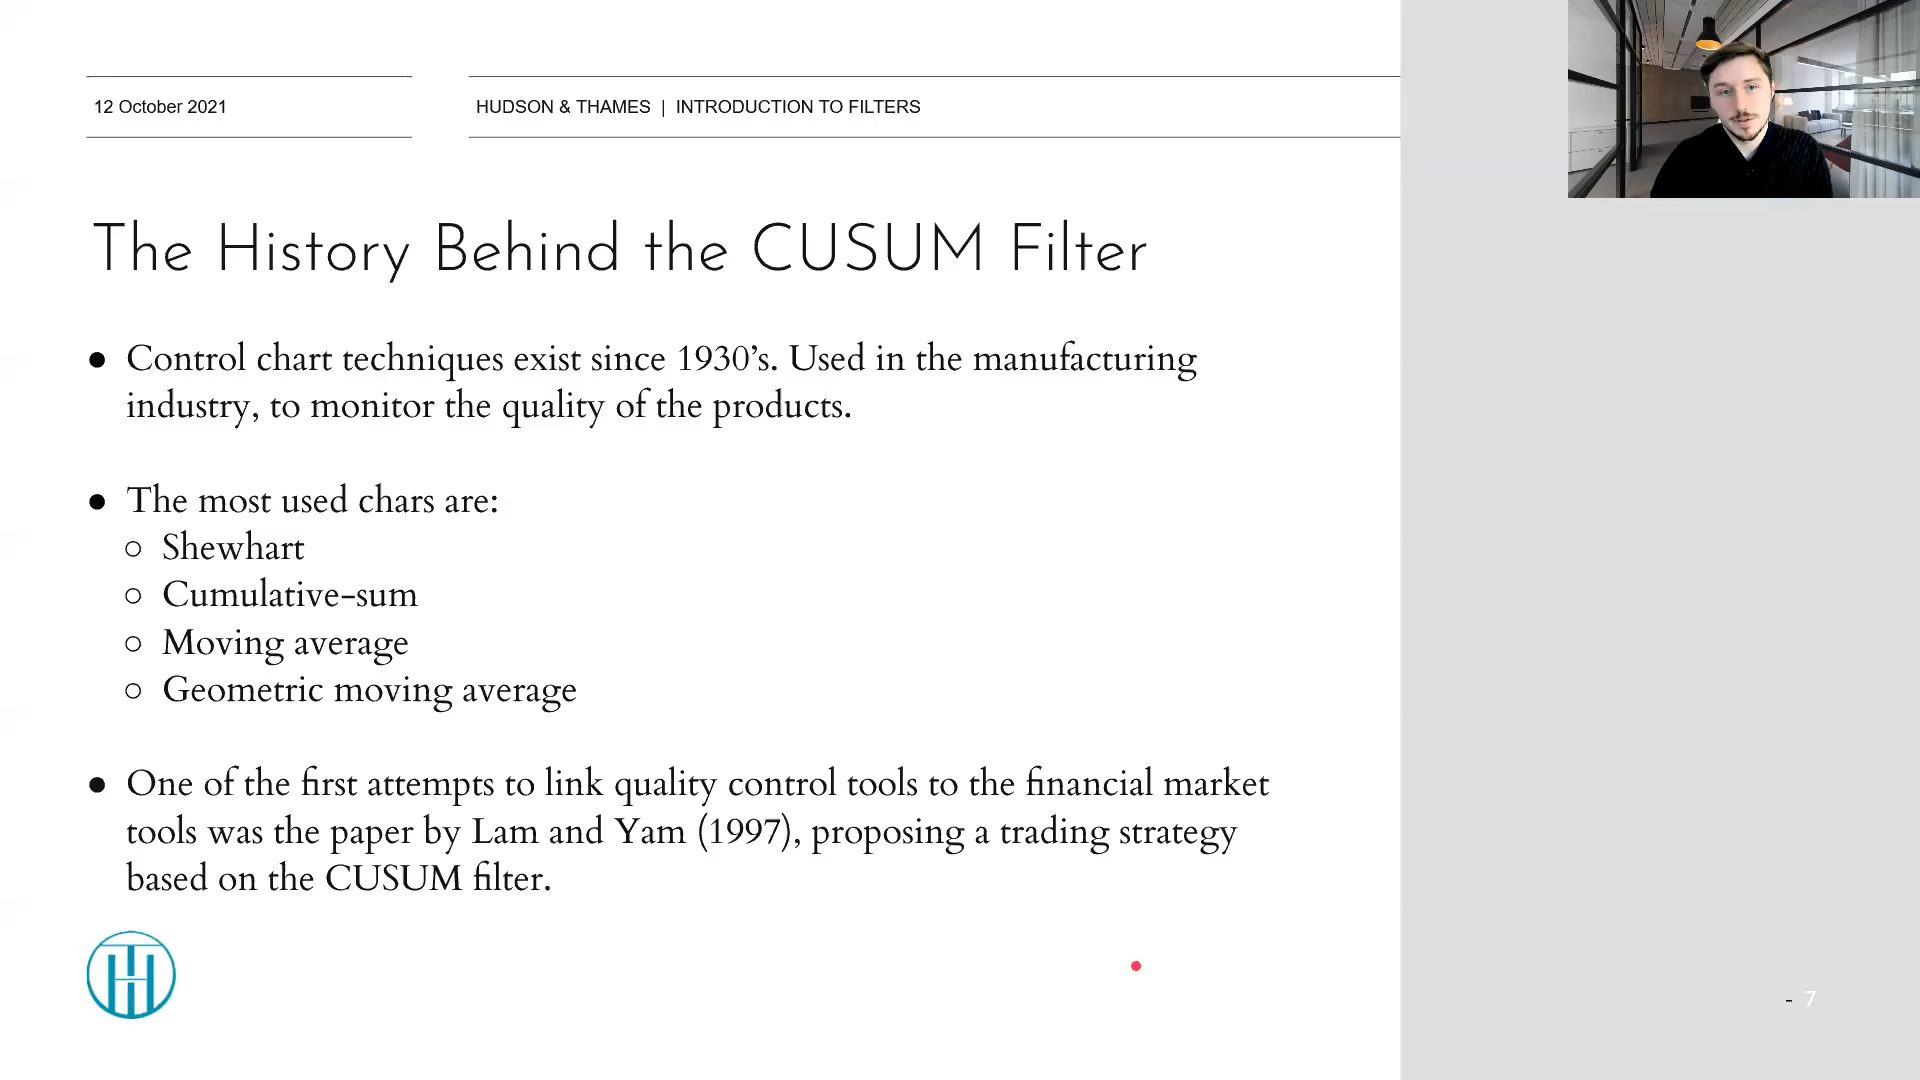 12 October 2021
HUDSON & THAMES | INTRODUCTION TO FILTERS
The History Behind the CUSUM Filter
● Control chart techniques exist since 1930’s. Used in the manufacturing
industry, to monitor the quality of the products.
● The most used chars are:
○ Shewhart
○ Cumulative-sum
○ Moving average
○ Geometric moving average
● One of the first attempts to link quality control tools to the financial market
tools was the paper by Lam and Yam (1997), proposing a trading strategy
based on the CUSUM filter.
- 7